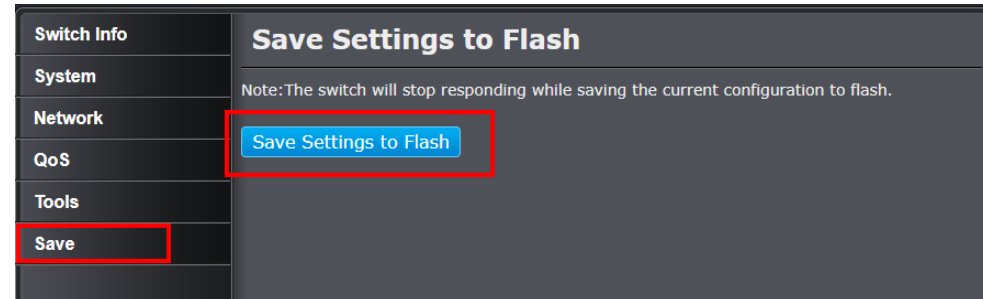 Switch Info
System
Network
QoS
Tools
Save
Save Settings to Flash
Note:The switch will stop responding while saving the current configuration to flash.
Save Settings to Flash